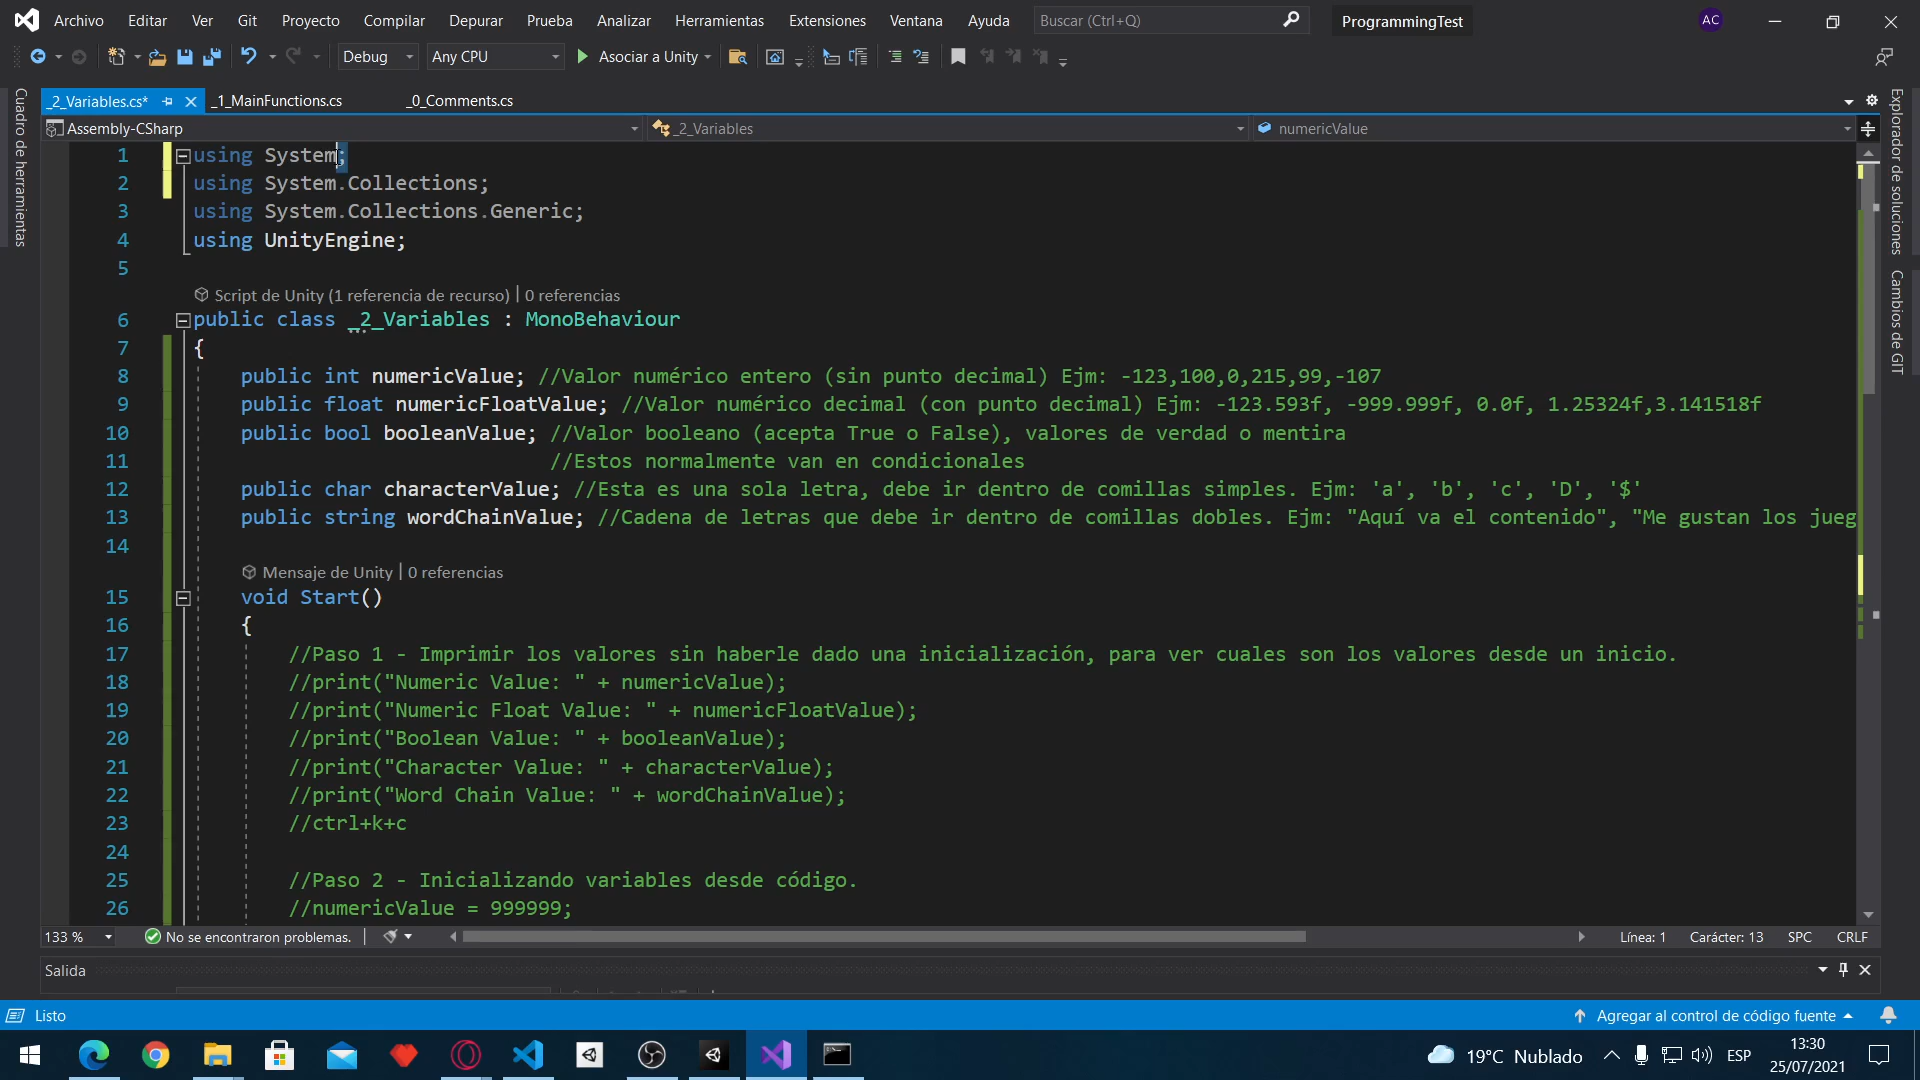 Archivo Editar Ver Git Proyecto Compilar Depurar Prueba Analizar Herramientas Extensiones Ventana Ayuda Buscar (Ctrl+Q) ProgrammingTest AC
Debug Any CPU Asociar a Unity
_2_Variables.cs* _1_MainFunctions.cs _0_Comments.cs
Assembly-CSharp _2_Variables numericValue
Cuadro de herramientas
Explorador de soluciones
Cambios de GIT
1 using System;
2 using System.Collections;
3 using System.Collections.Generic;
4 using UnityEngine;
5
Script de Unity (1 referencia de recurso) | 0 referencias
6 public class _2_Variables : MonoBehaviour
7 {
8 public int numericValue; //Valor numérico entero (sin punto decimal) Ejm: -123,100,0,215,99,-107
9 public float numericFloatValue; //Valor numérico decimal (con punto decimal) Ejm: -123.593f, -999.999f, 0.0f, 1.25324f,3.141518f
10 public bool booleanValue; //Valor booleano (acepta True o False), valores de verdad o mentira
11 //Estos normalmente van en condicionales
12 public char characterValue; //Esta es una sola letra, debe ir dentro de comillas simples. Ejm: 'a', 'b', 'c', 'D', '$'
13 public string wordChainValue; //Cadena de letras que debe ir dentro de comillas dobles. Ejm: "Aquí va el contenido", "Me gustan los jueg
14
Mensaje de Unity | 0 referencias
15 void Start()
16 {
17 //Paso 1 - Imprimir los valores sin haberle dado una inicialización, para ver cuales son los valores desde un inicio.
18 //print("Numeric Value: " + numericValue);
19 //print("Numeric Float Value: " + numericFloatValue);
20 //print("Boolean Value: " + booleanValue);
21 //print("Character Value: " + characterValue);
22 //print("Word Chain Value: " + wordChainValue);
23 //ctrl+k+c
24
25 //Paso 2 - Inicializando variables desde código.
26 //numericValue = 999999;
133 % No se encontraron problemas. Línea: 1 Carácter: 13 SPC CRLF
Salida
Listo Agregar al control de código fuente
19°C Nublado ESP 13:30
25/07/2021